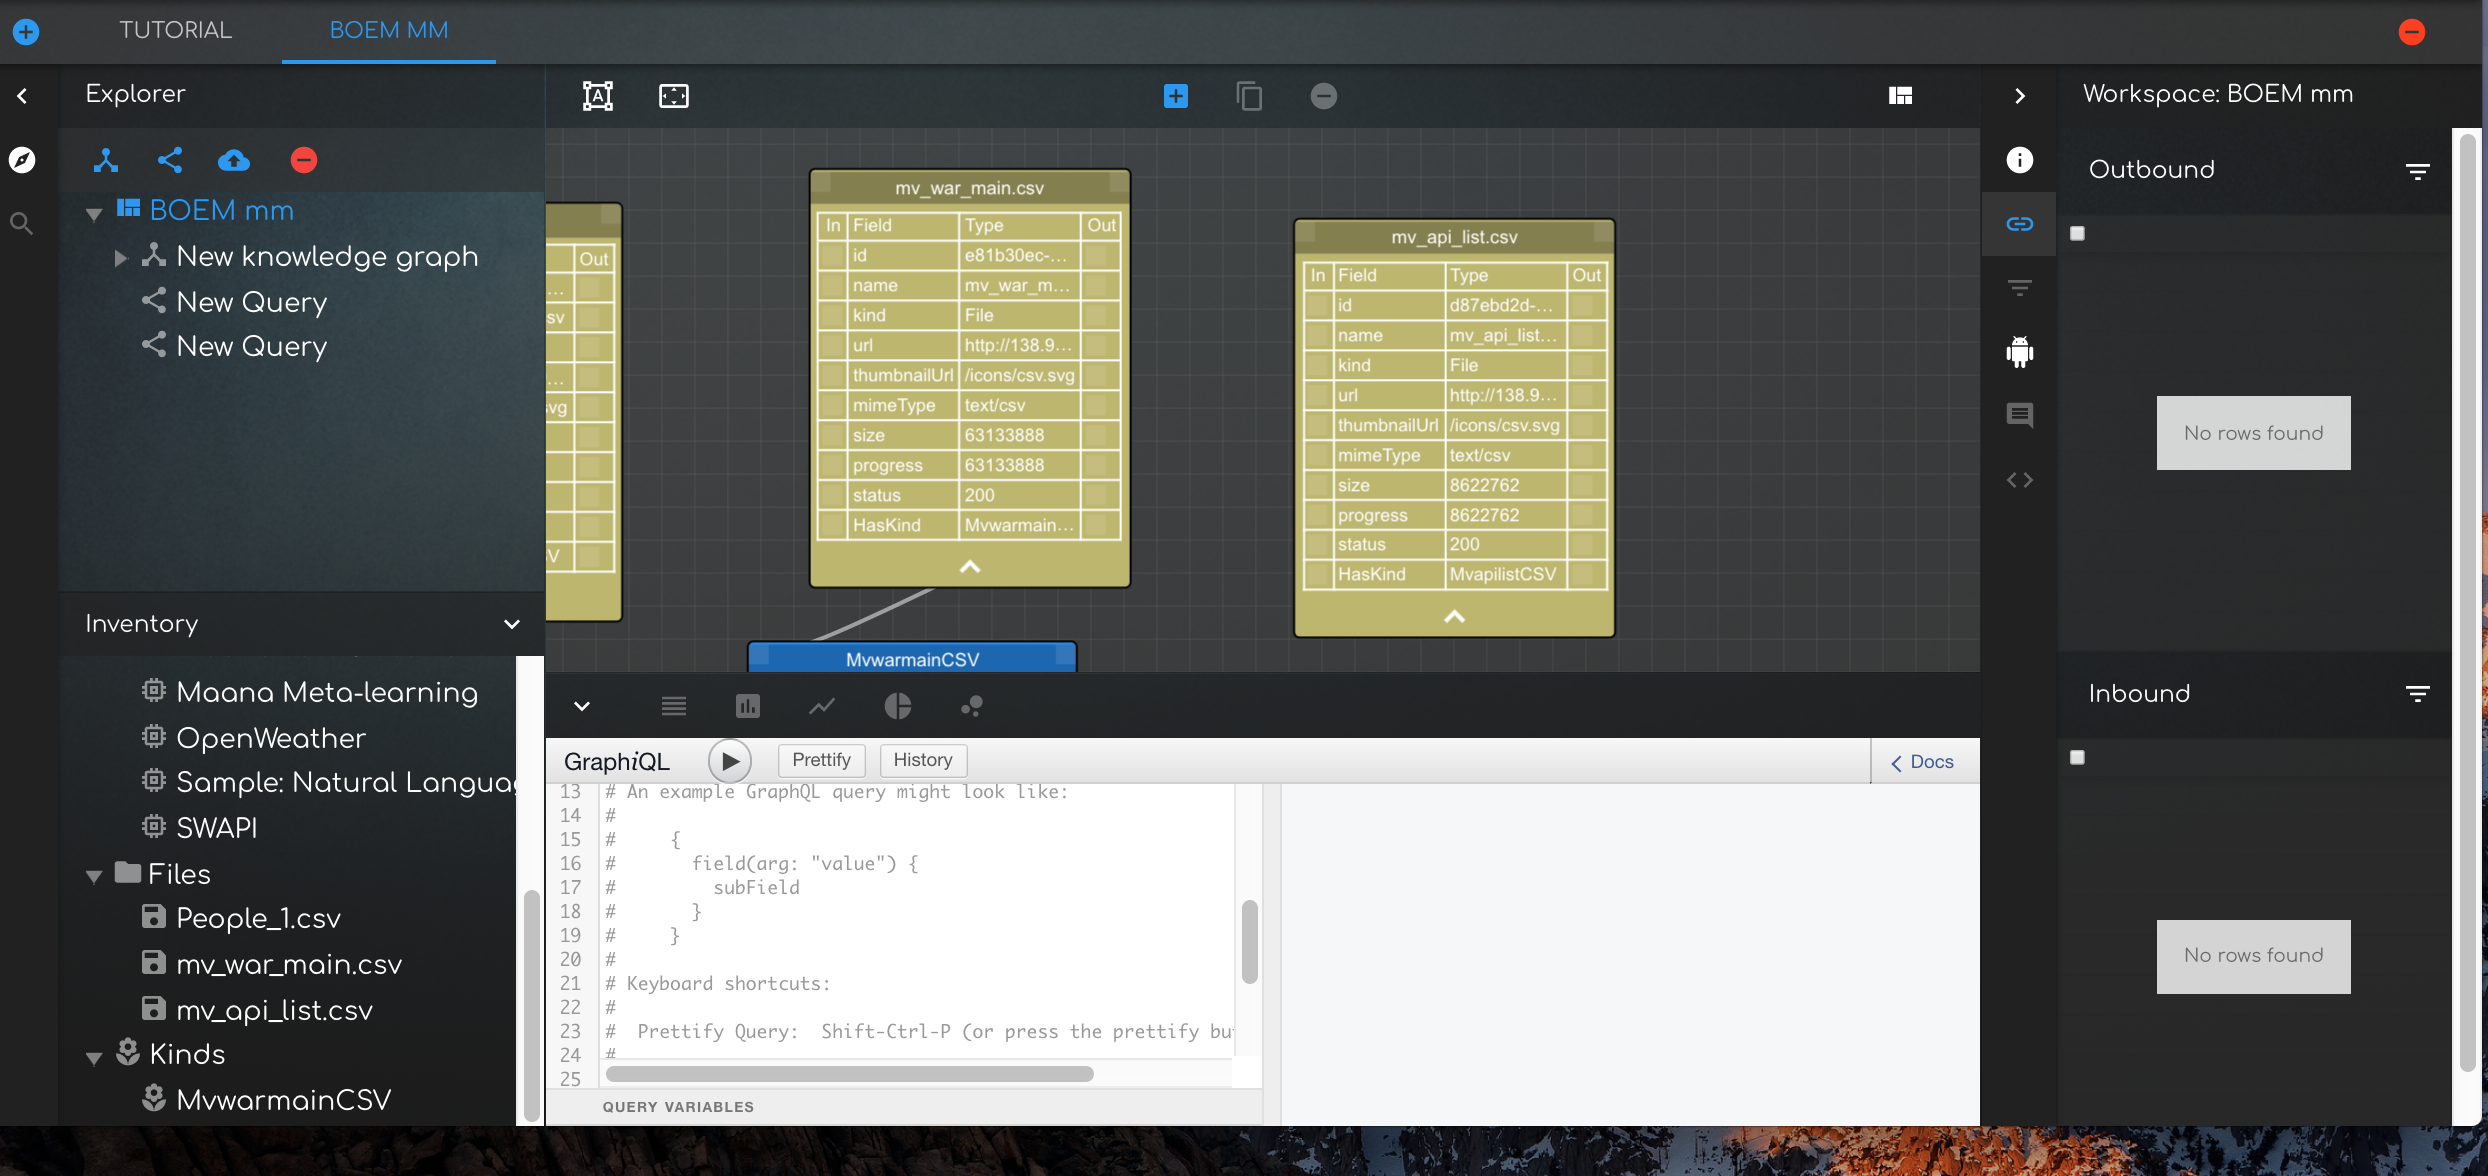 TUTORIAL
BOEM MM
Explorer
Workspace: BOEM mm
BOEM mm
New knowledge graph
New Query
New Query
Inventory
Maana Meta-learning
OpenWeather
Sample: Natural Languag
SWAPI
Files
People_1.csv
mv_war_main.csv
mv_api_list.csv
Kinds
MvwarmainCSV
Out
...
sv
...
svg
V
mv_war_main.csv
In Field Type Out
id e81b30ec-...
name mv_war_m...
kind File
url http://138.9...
thumbnailUrl /icons/csv.svg
mimeType text/csv
size 63133888
progress 63133888
status 200
HasKind Mvwarmain...
MvwarmainCSV
mv_api_list.csv
In Field Type Out
id d87ebd2d-...
name mv_api_list...
kind File
url http://138.9...
thumbnailUrl /icons/csv.svg
mimeType text/csv
size 8622762
progress 8622762
status 200
HasKind MvapilistCSV
GraphiQL
Prettify
History
Docs
13 # An example GraphQL query might look like:
14 #
15 # {
16 # field(arg: "value") {
17 # subField
18 # }
19 # }
20 #
21 # Keyboard shortcuts:
22 #
23 # Prettify Query: Shift-Ctrl-P (or press the prettify bu
24 #
25
QUERY VARIABLES
Outbound
No rows found
Inbound
No rows found